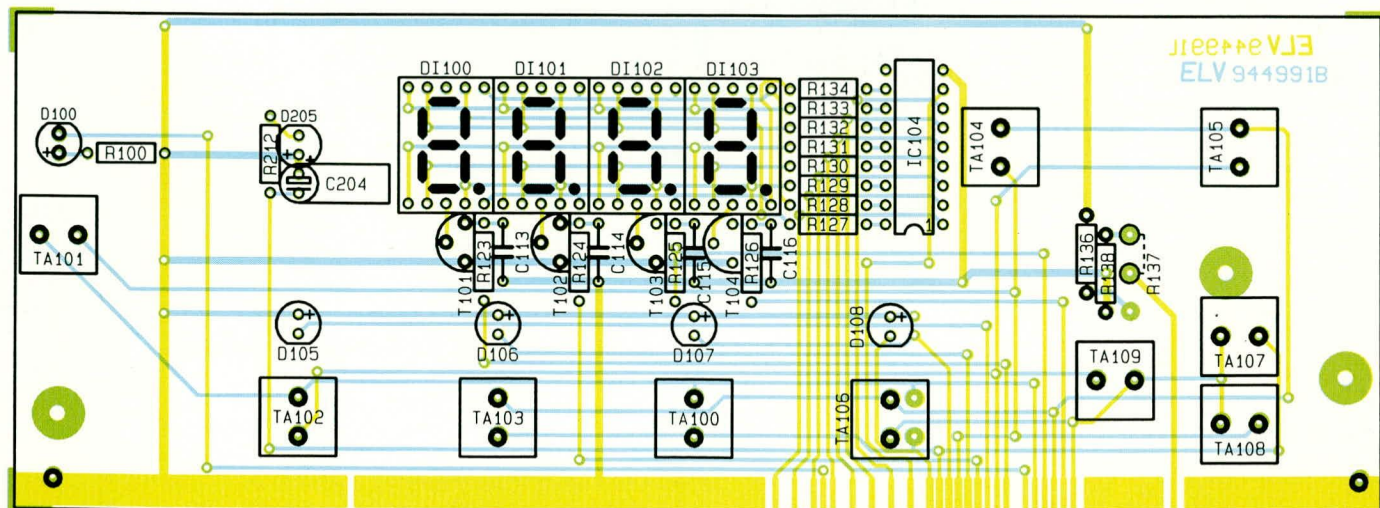 ELV 944991L
ELV 944991B
DI100 DI101 DI102 DI103
D100 D205
R100
R212
C204
R134
R133
R132
R131
R130
R129
R128
R127
IC104
1
TA104
TA105
TA101
T101 R123 C113
T102 R124 C114
T103 R125 C115
T104 R126 C116
R136
R138
R137
D105
D106
D107
D108
TA102
TA103
TA100
TA106
TA109
TA107
TA108